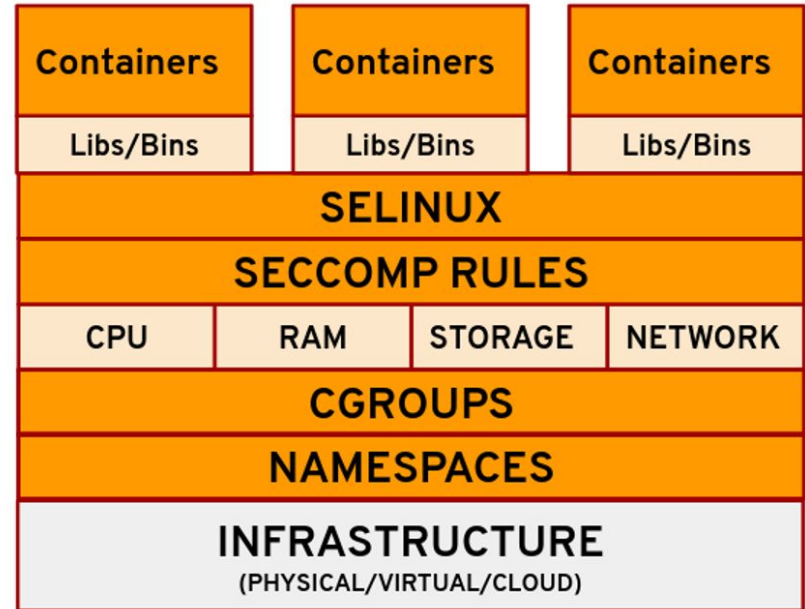 Containers Containers Containers
Libs/Bins Libs/Bins Libs/Bins
SELINUX
SECCOMP RULES
CPU RAM STORAGE NETWORK
CGROUPS
NAMESPACES
INFRASTRUCTURE
(PHYSICAL/VIRTUAL/CLOUD)